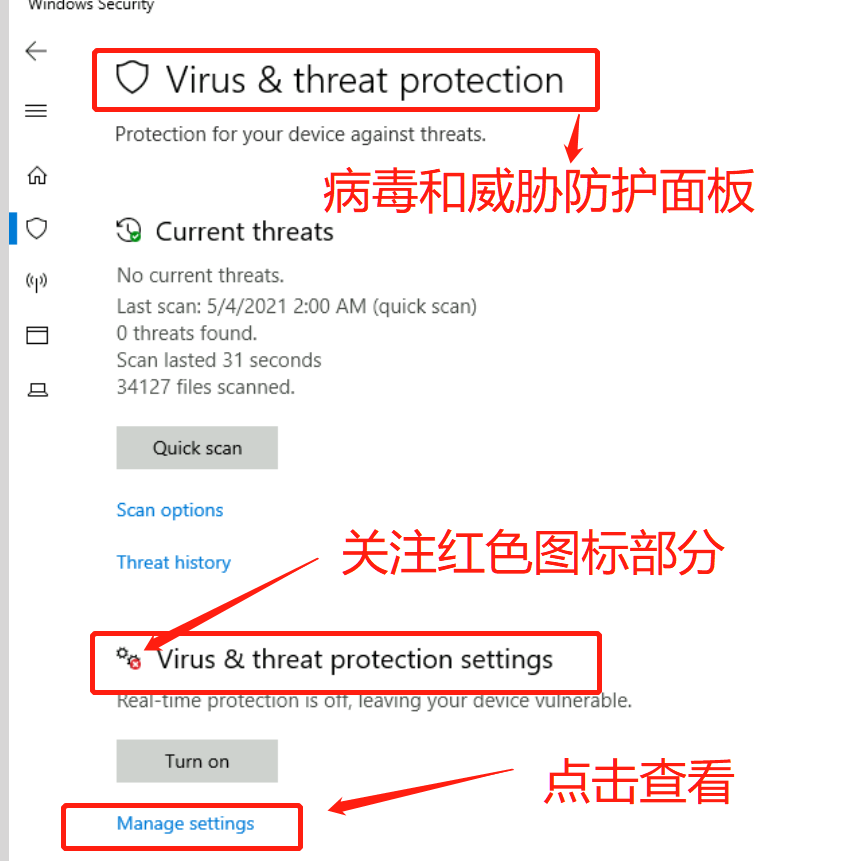 Windows Security
Virus & threat protection
Protection for your device against threats.
病毒和威胁防护面板
Current threats
No current threats.
Last scan: 5/4/2021 2:00 AM (quick scan)
0 threats found.
Scan lasted 31 seconds
34127 files scanned.
Quick scan
Scan options
关注红色图标部分
Threat history
Virus & threat protection settings
Real-time protection is off, leaving your device vulnerable.
Turn on
点击查看
Manage settings